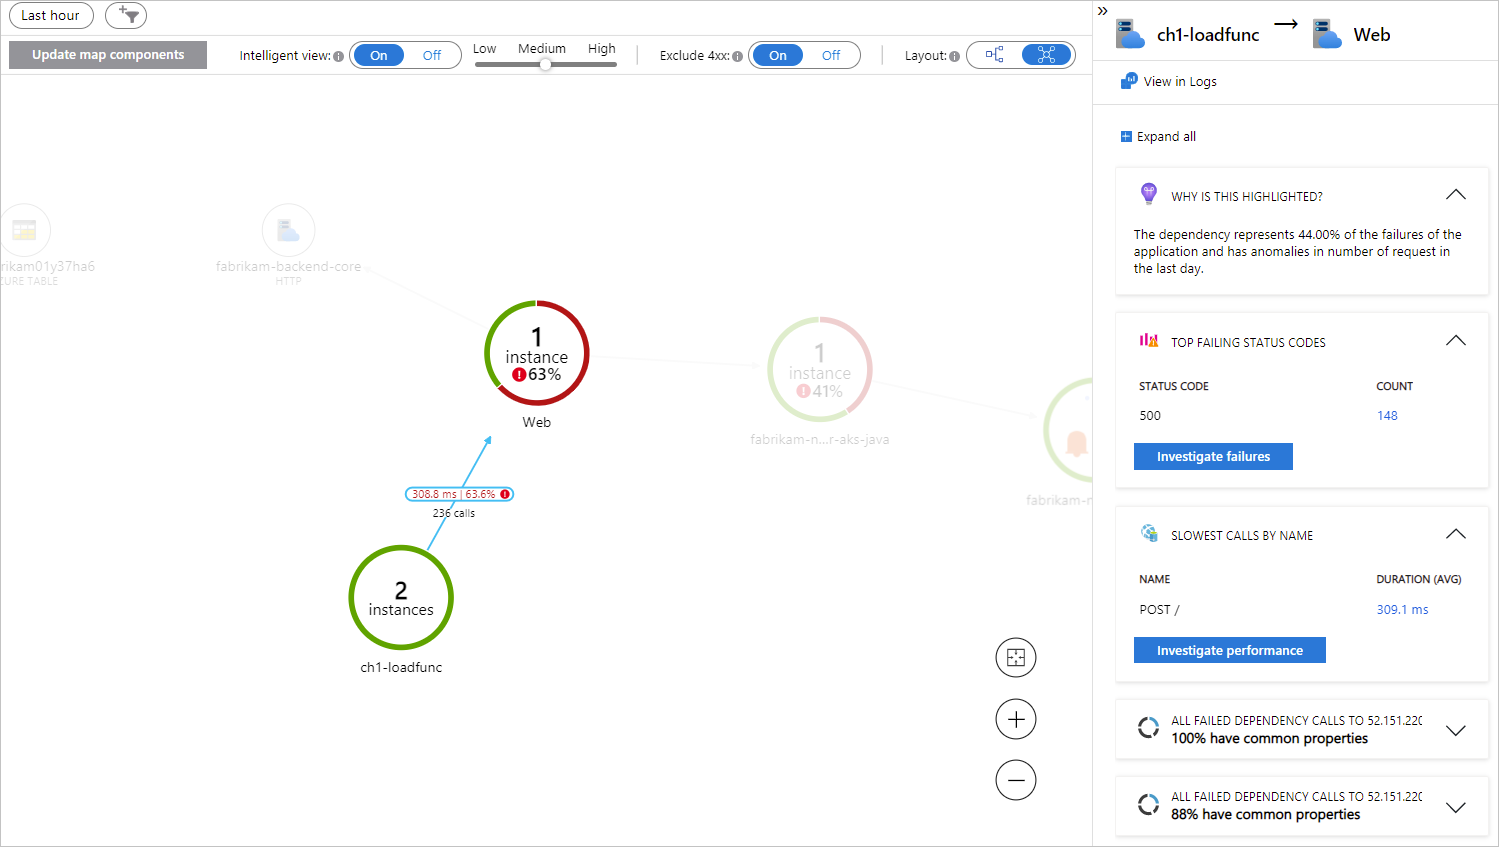 Last hour
Update map components
Intelligent view:
On
Off
Low
Medium
High
Exclude 4xx:
On
Off
Layout:
rikam01y37ha6
ZURE TABLE
fabrikam-backend-core
HTTP
1
instance
63%
Web
1
instance
41%
fabrikam-n...r-aks-java
308.8 ms | 63.6%
236 calls
2
instances
ch1-loadfunc
fabrikam-n
ch1-loadfunc
Web
View in Logs
Expand all
WHY IS THIS HIGHLIGHTED?
The dependency represents 44.00% of the failures of the
application and has anomalies in number of request in
the last day.
TOP FAILING STATUS CODES
STATUS CODE
COUNT
500
148
Investigate failures
SLOWEST CALLS BY NAME
NAME
DURATION (AVG)
POST /
309.1 ms
Investigate performance
ALL FAILED DEPENDENCY CALLS TO 52.151.220
100% have common properties
ALL FAILED DEPENDENCY CALLS TO 52.151.220
88% have common properties